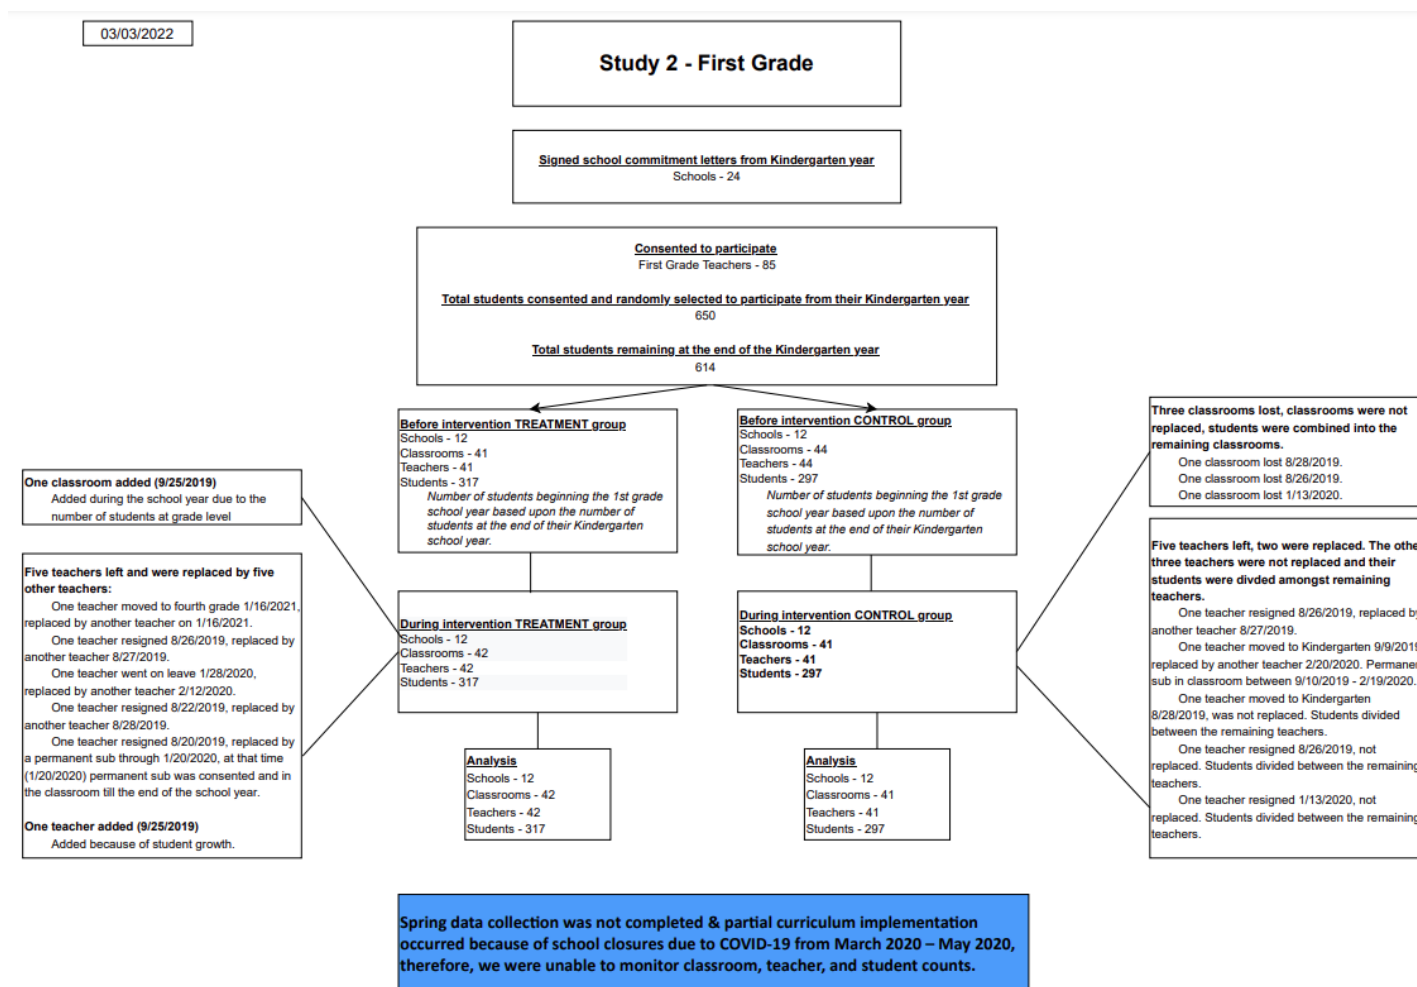 03/03/2022
Study 2 - First Grade
Signed school commitment letters from Kindergarten year
Schools - 24
Consented to participate
First Grade Teachers - 85
Total students consented and randomly selected to participate from their Kindergarten year
650
Total students remaining at the end of the Kindergarten year
614
Before intervention TREATMENT group
Schools - 12
Classrooms - 41
Teachers - 41
Students - 317
Number of students beginning the 1st grade
school year based upon the number of
students at the end of their Kindergarten
school year.
Before intervention CONTROL group
Schools - 12
Classrooms - 44
Teachers - 44
Students - 297
Number of students beginning the 1st grade
school year based upon the number of
students at the end of their Kindergarten
school year.
Three classrooms lost, classrooms were not
replaced, students were combined into the
remaining classrooms.
One classroom lost 8/28/2019.
One classroom lost 8/26/2019.
One classroom lost 1/13/2020.
One classroom added (9/25/2019)
Added during the school year due to the
number of students at grade level
Five teachers left and were replaced by five
other teachers:
One teacher moved to fourth grade 1/16/2021,
replaced by another teacher on 1/16/2021.
One teacher resigned 8/26/2019, replaced by
another teacher 8/27/2019.
One teacher went on leave 1/28/2020,
replaced by another teacher 2/12/2020.
One teacher resigned 8/22/2019, replaced by
another teacher 8/28/2019.
One teacher resigned 8/20/2019, replaced by
a permanent sub through 1/20/2020, at that time
(1/20/2020) permanent sub was consented and in
the classroom till the end of the school year.
One teacher added (9/25/2019)
Added because of student growth.
During intervention TREATMENT group
Schools - 12
Classrooms - 42
Teachers - 42
Students - 317
During intervention CONTROL group
Schools - 12
Classrooms - 41
Teachers - 41
Students - 297
Five teachers left, two were replaced. The othe
three teachers were not replaced and their
students were divded amongst remaining
teachers.
One teacher resigned 8/26/2019, replaced by
another teacher 8/27/2019.
One teacher moved to Kindergarten 9/9/2019
replaced by another teacher 2/20/2020. Permanen
sub in classroom between 9/10/2019 - 2/19/2020.
One teacher moved to Kindergarten
8/28/2019, was not replaced. Students divided
between the remaining teachers.
One teacher resigned 8/26/2019, not
replaced. Students divided between the remaining
teachers.
One teacher resigned 1/13/2020, not
replaced. Students divided between the remaining
teachers.
Analysis
Schools - 12
Classrooms - 42
Teachers - 42
Students - 317
Analysis
Schools - 12
Classrooms - 41
Teachers - 41
Students - 297
Spring data collection was not completed & partial curriculum implementation
occurred because of school closures due to COVID-19 from March 2020 – May 2020,
therefore, we were unable to monitor classroom, teacher, and student counts.